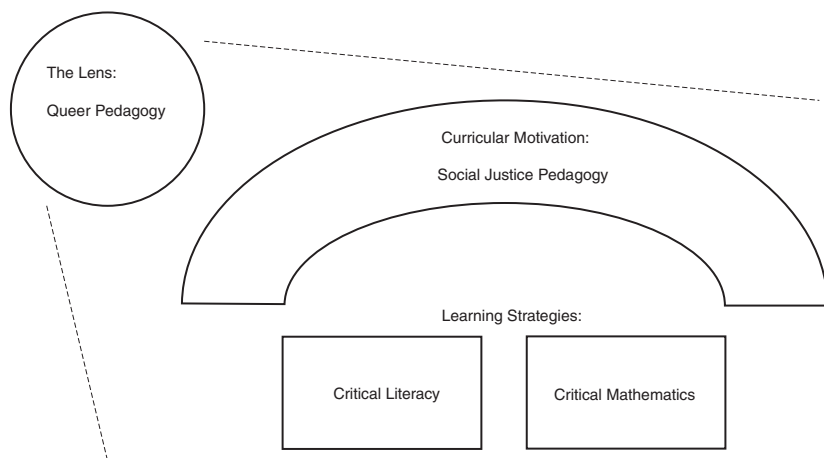 The Lens:
Queer Pedagogy
Curricular Motivation:
Social Justice Pedagogy
Learning Strategies:
Critical Literacy
Critical Mathematics